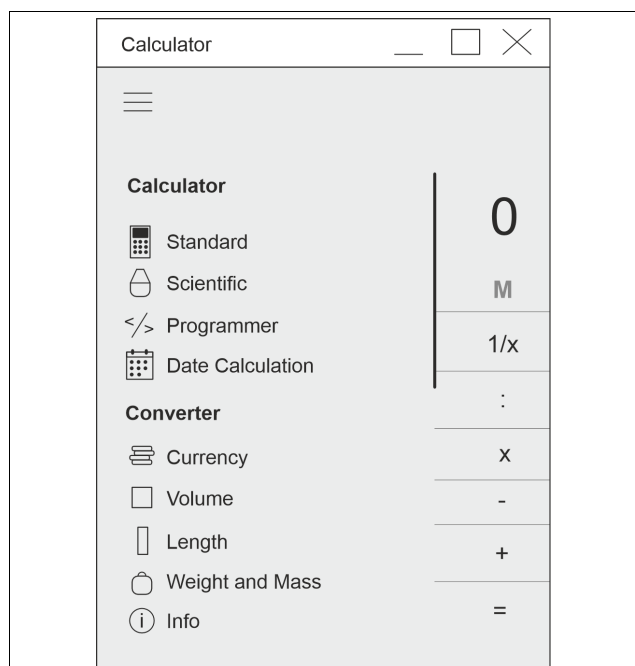 Calculator
Calculator
Standard
Scientific
</> Programmer
Date Calculation
Converter
Currency
Volume
Length
Weight and Mass
i Info
0
M
1/x
:
x
-
+
=